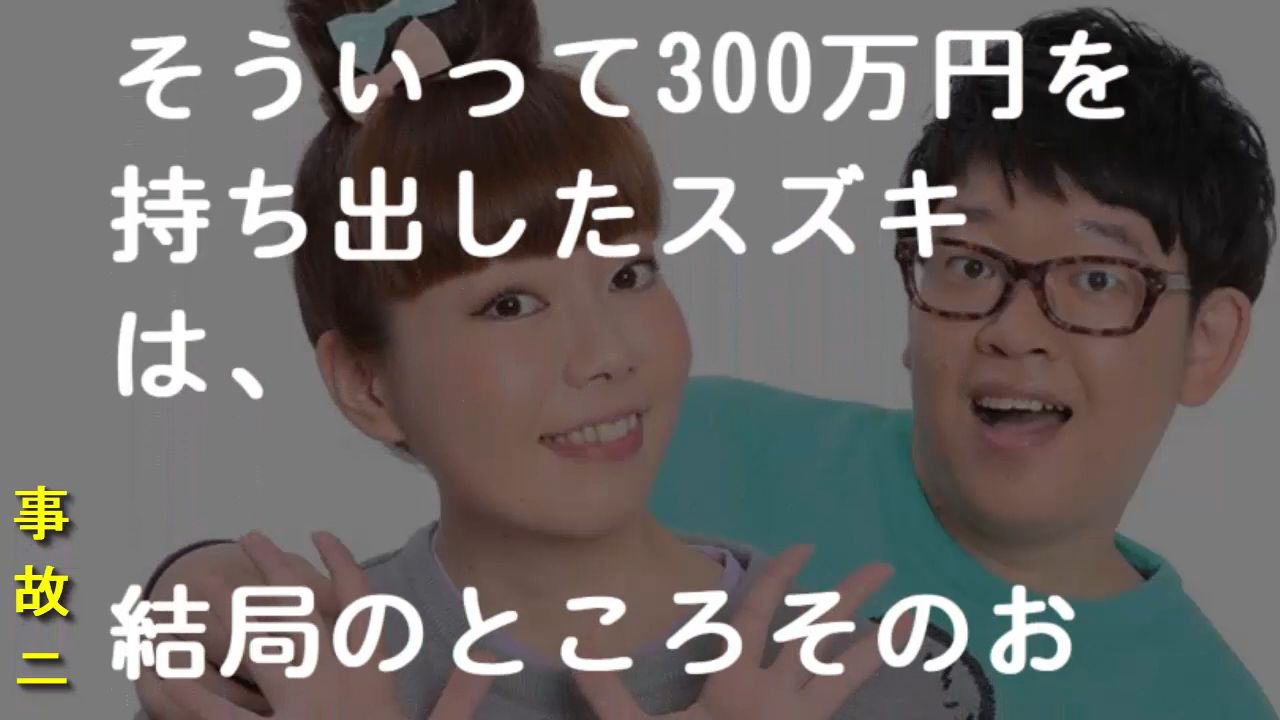 そういって300万円を
持ち出したスズキ
は、
結局のところそのお
事故ニ